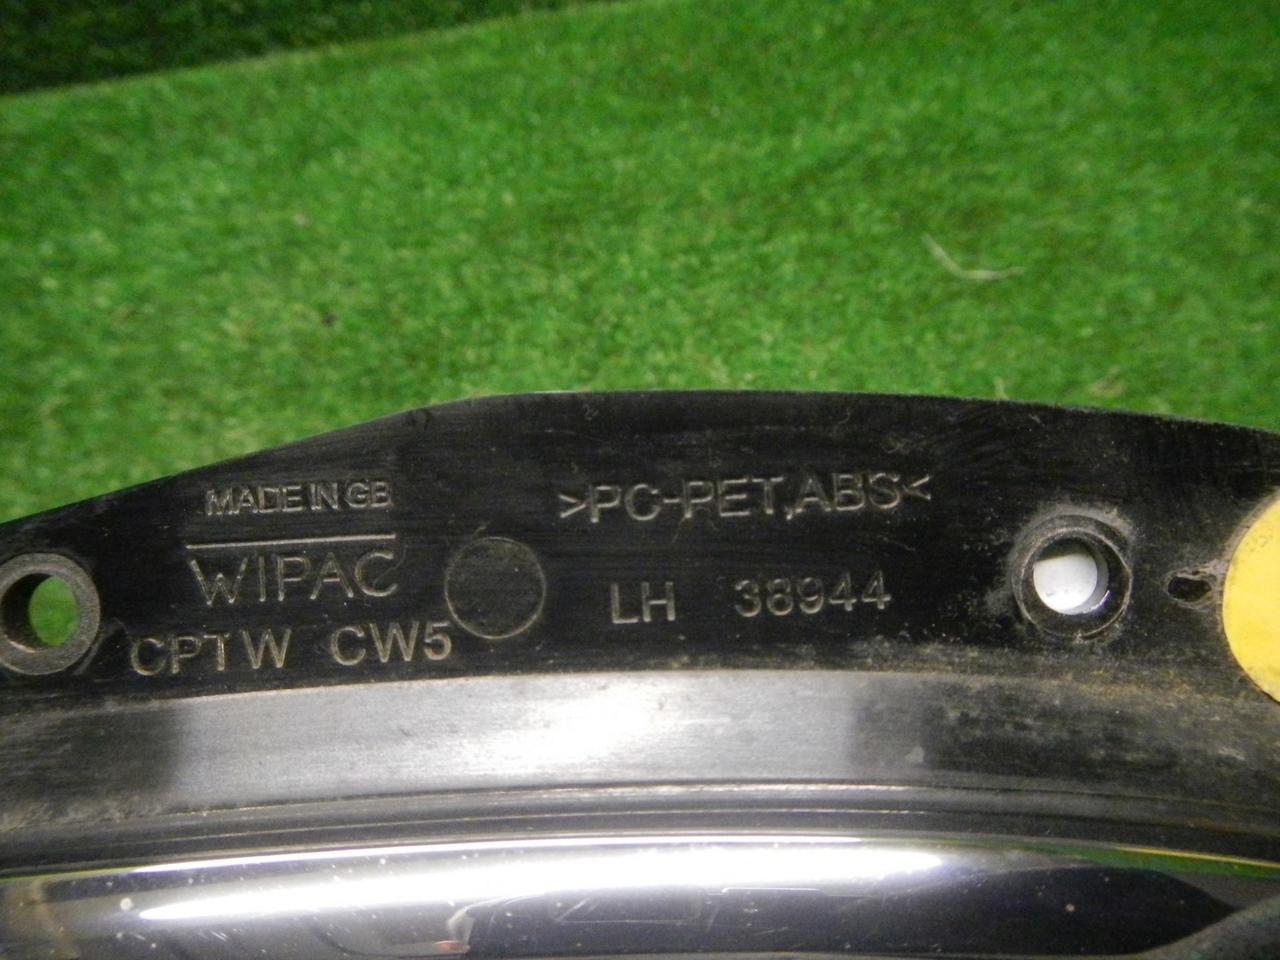 MADE IN GB
WIPAC
CPTW CW5
>PC-PET,ABS<
LH 38944